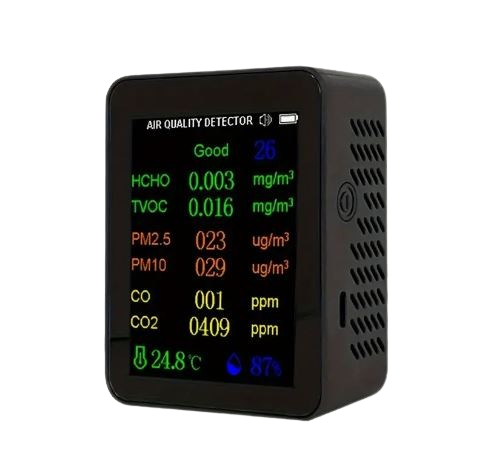 AIR QUALITY DETECTOR
Good 26
HCHO 0.003 mg/m³
TVOC 0.016 mg/m³
PM2.5 023 ug/m³
PM10 029 ug/m³
CO 001 ppm
CO2 0409 ppm
24.8 °C 87%